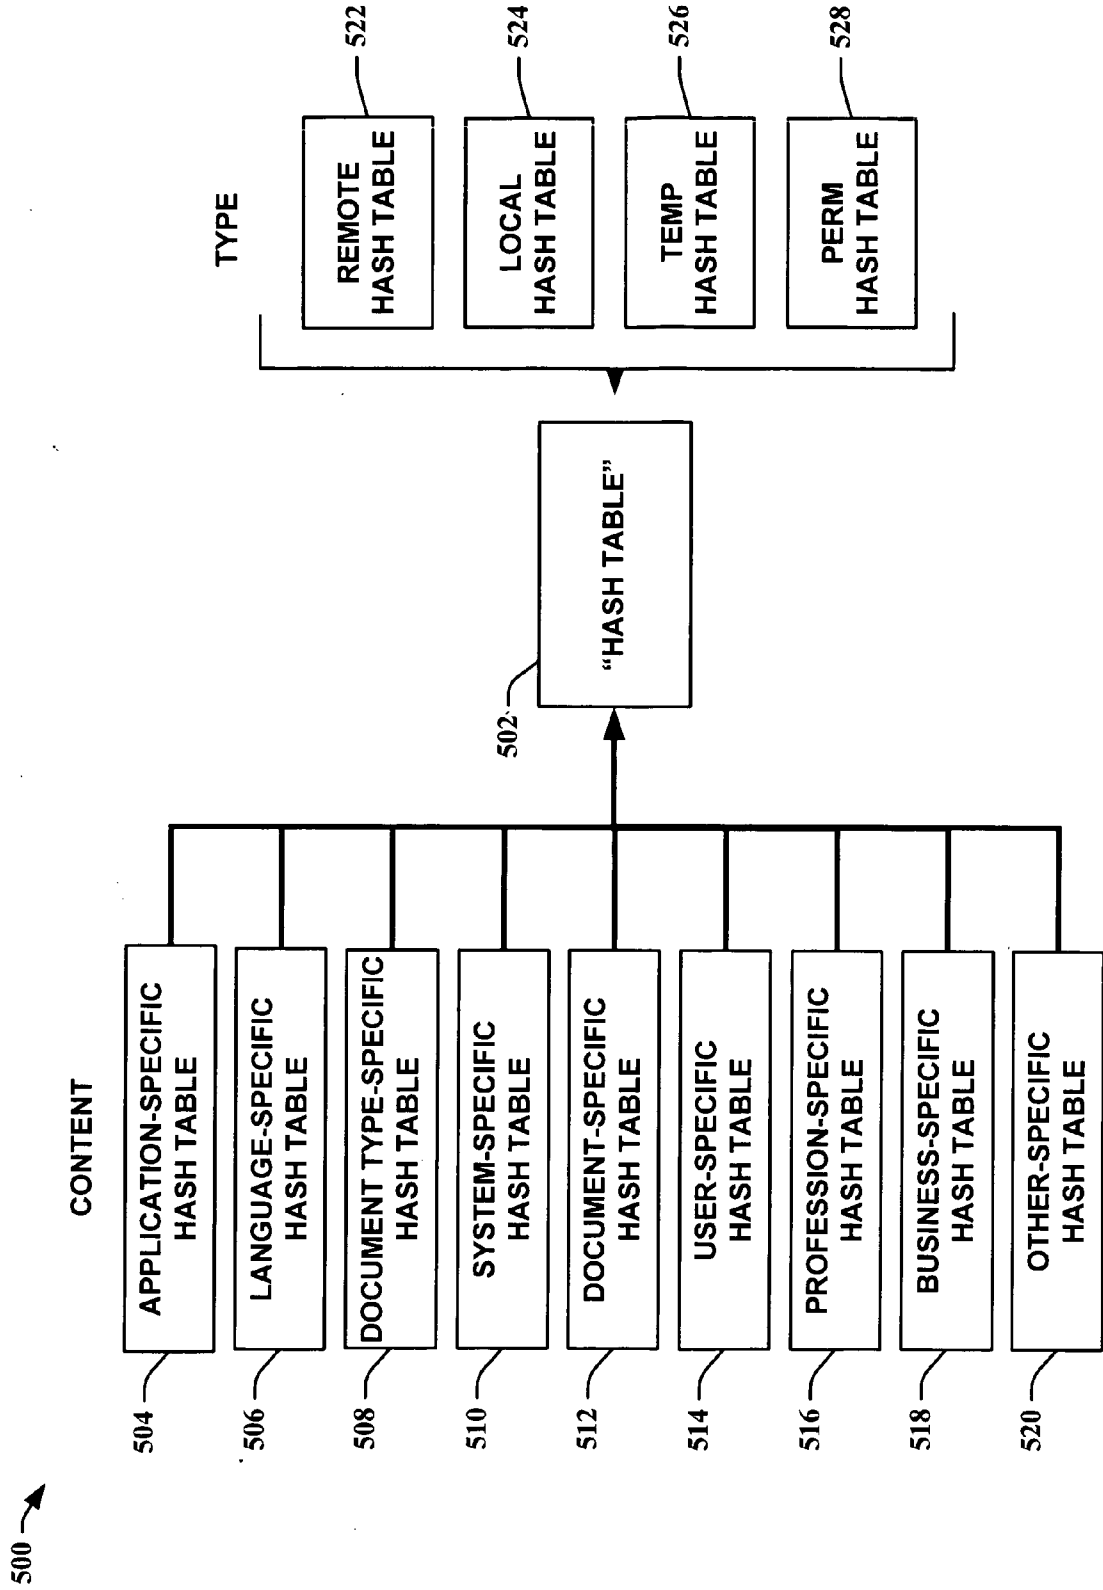 500
CONTENT
504
APPLICATION-SPECIFIC
HASH TABLE
506
LANGUAGE-SPECIFIC
HASH TABLE
508
DOCUMENT TYPE-SPECIFIC
HASH TABLE
510
SYSTEM-SPECIFIC
HASH TABLE
512
DOCUMENT-SPECIFIC
HASH TABLE
514
USER-SPECIFIC
HASH TABLE
516
PROFESSION-SPECIFIC
HASH TABLE
518
BUSINESS-SPECIFIC
HASH TABLE
520
OTHER-SPECIFIC
HASH TABLE
502
“HASH TABLE”
TYPE
REMOTE
HASH TABLE
522
LOCAL
HASH TABLE
524
TEMP
HASH TABLE
526
PERM
HASH TABLE
528